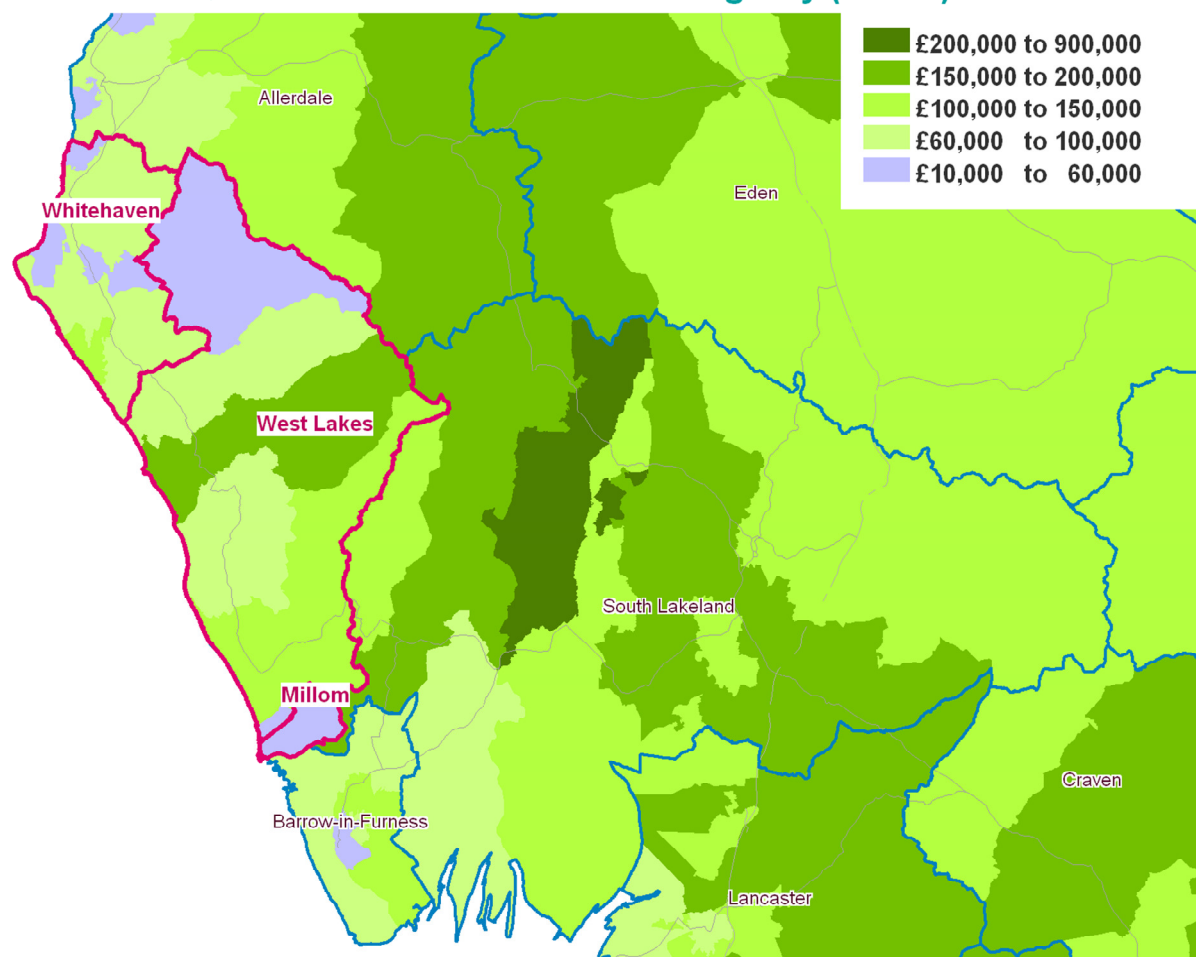 £200,000 to 900,000
£150,000 to 200,000
£100,000 to 150,000
£60,000 to 100,000
£10,000 to 60,000
Allerdale
Eden
Whitehaven
West Lakes
South Lakeland
Millom
Craven
Barrow-in-Furness
Lancaster